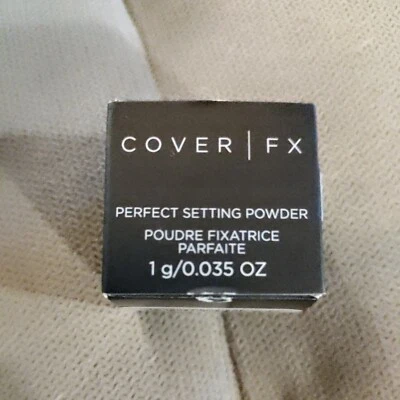 COVER | FX
PERFECT SETTING POWDER
POUDRE FIXATRICE
PARFAITE
1 g/0.035 OZ